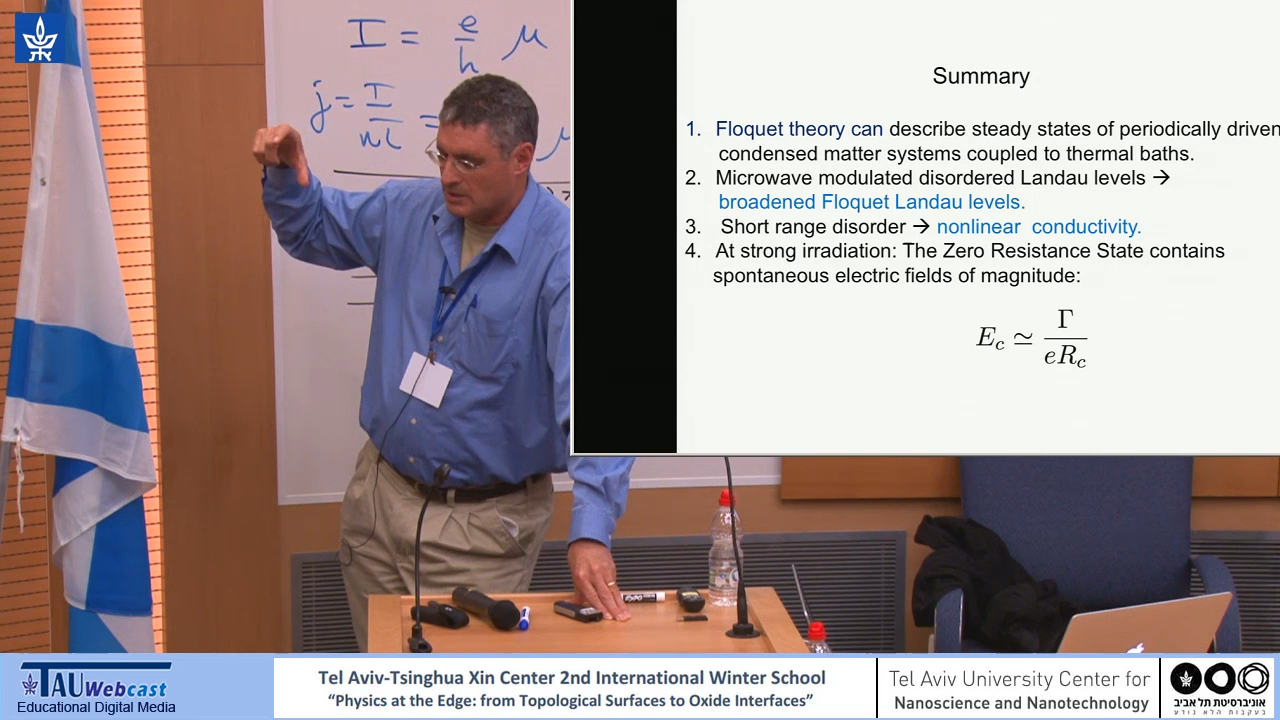 I = e/h μ
j = I/nL =
Summary
1. Floquet theory can describe steady states of periodically driven
condensed matter systems coupled to thermal baths.
2. Microwave modulated disordered Landau levels →
broadened Floquet Landau levels.
3. Short range disorder → nonlinear conductivity.
4. At strong irradiation: The Zero Resistance State contains
spontaneous electric fields of magnitude:
E_c ≃ Γ / eR_c
EXPO
TAU Webcast
Educational Digital Media
Tel Aviv-Tsinghua Xin Center 2nd International Winter School
“Physics at the Edge: from Topological Surfaces to Oxide Interfaces”
Tel Aviv University Center for
Nanoscience and Nanotechnology
אוניברסיטת תל אביב